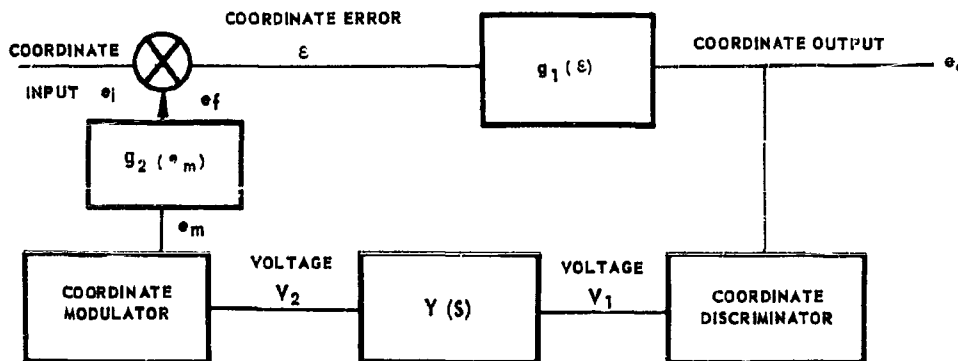 COORDINATE ERROR
COORDINATE
ε
g1 (ε)
COORDINATE OUTPUT
INPUT ei
ef
g2 (em)
em
COORDINATE MODULATOR
VOLTAGE
V2
Y (S)
VOLTAGE
V1
COORDINATE DISCRIMINATOR